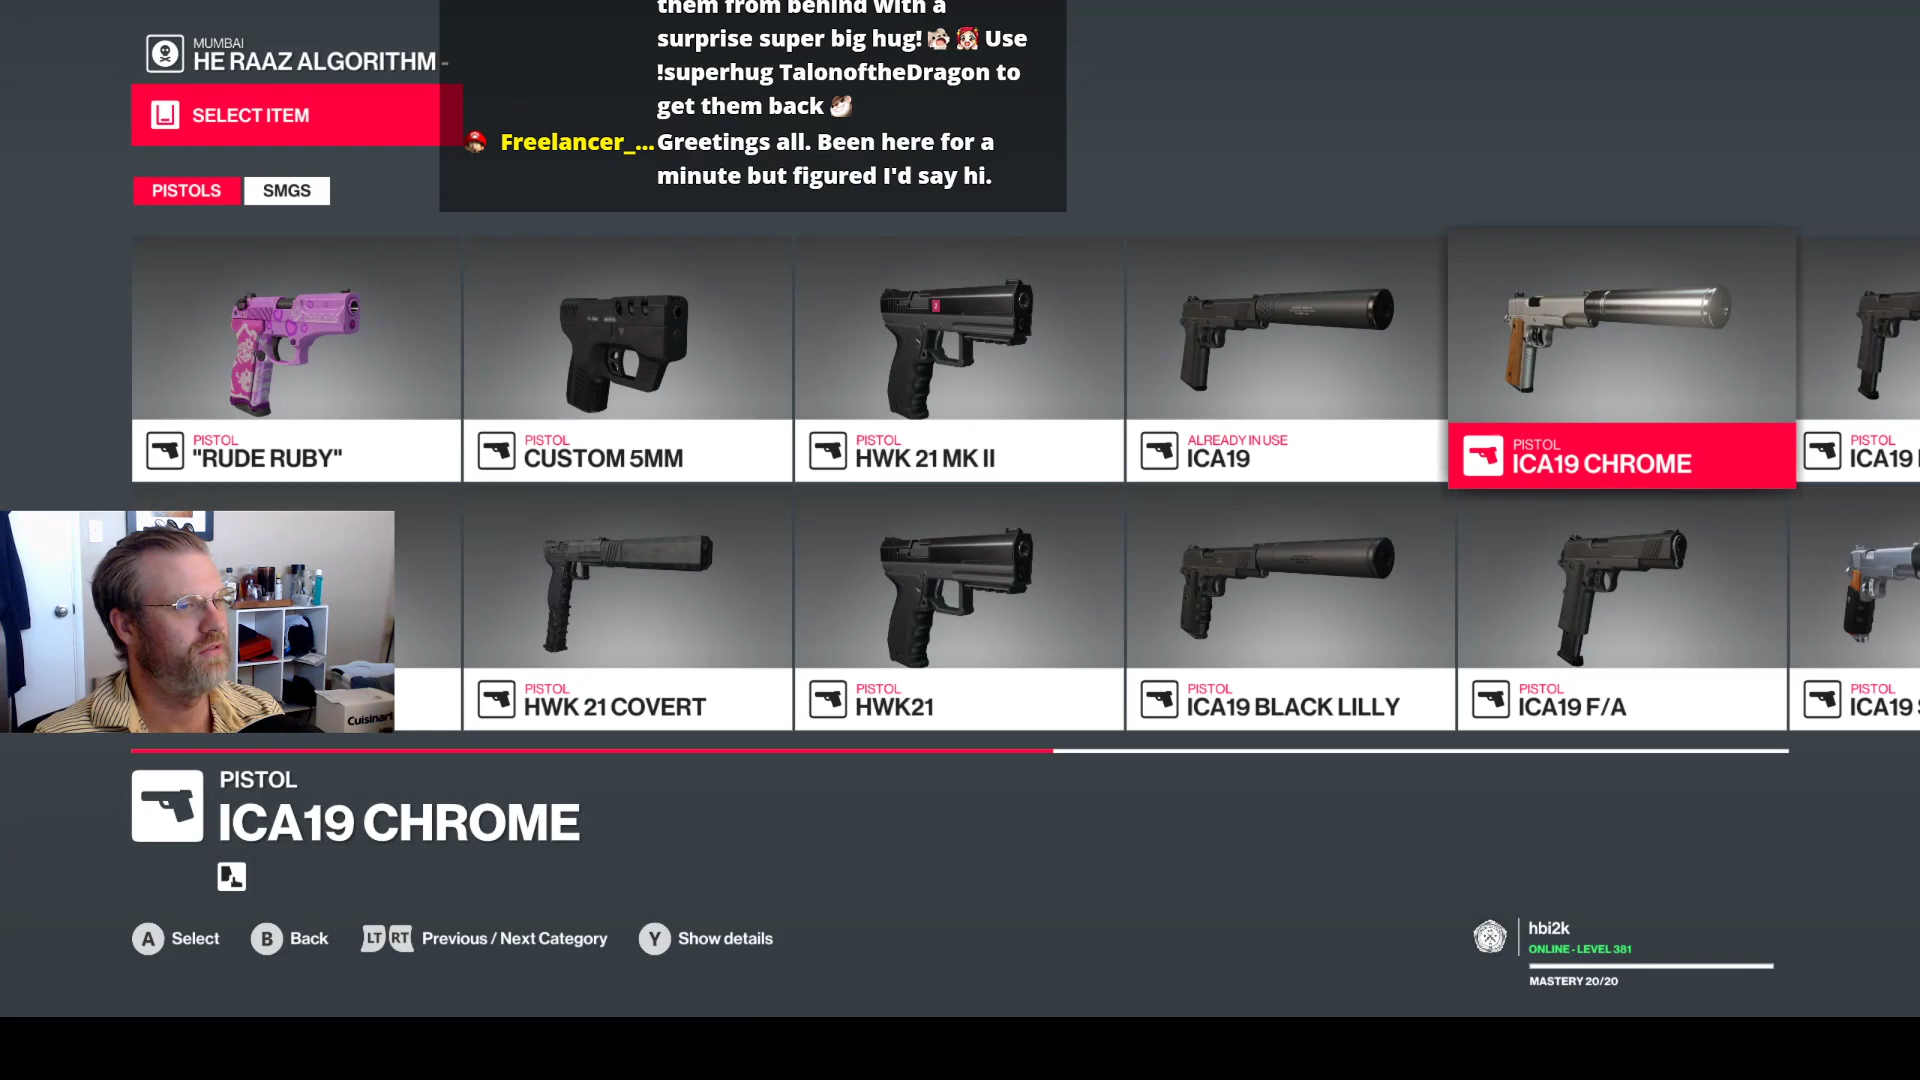 them from behind with a
surprise super big hug! Use
!superhug TalonoftheDragon to
get them back
Freelancer_... Greetings all. Been here for a
minute but figured I'd say hi.
MUMBAI
HE RAAZ ALGORITHM -
SELECT ITEM
PISTOLS SMGS
PISTOL
"RUDE RUBY"
PISTOL
CUSTOM 5MM
PISTOL
HWK 21 MK II
ALREADY IN USE
ICA19
PISTOL
ICA19 CHROME
PISTOL
ICA19
PISTOL
HWK 21 COVERT
PISTOL
HWK21
PISTOL
ICA19 BLACK LILLY
PISTOL
ICA19 F/A
PISTOL
ICA19
Cuisinart
PISTOL
ICA19 CHROME
A Select B Back LT RT Previous / Next Category Y Show details
hbi2k
ONLINE - LEVEL 381
MASTERY 20/20